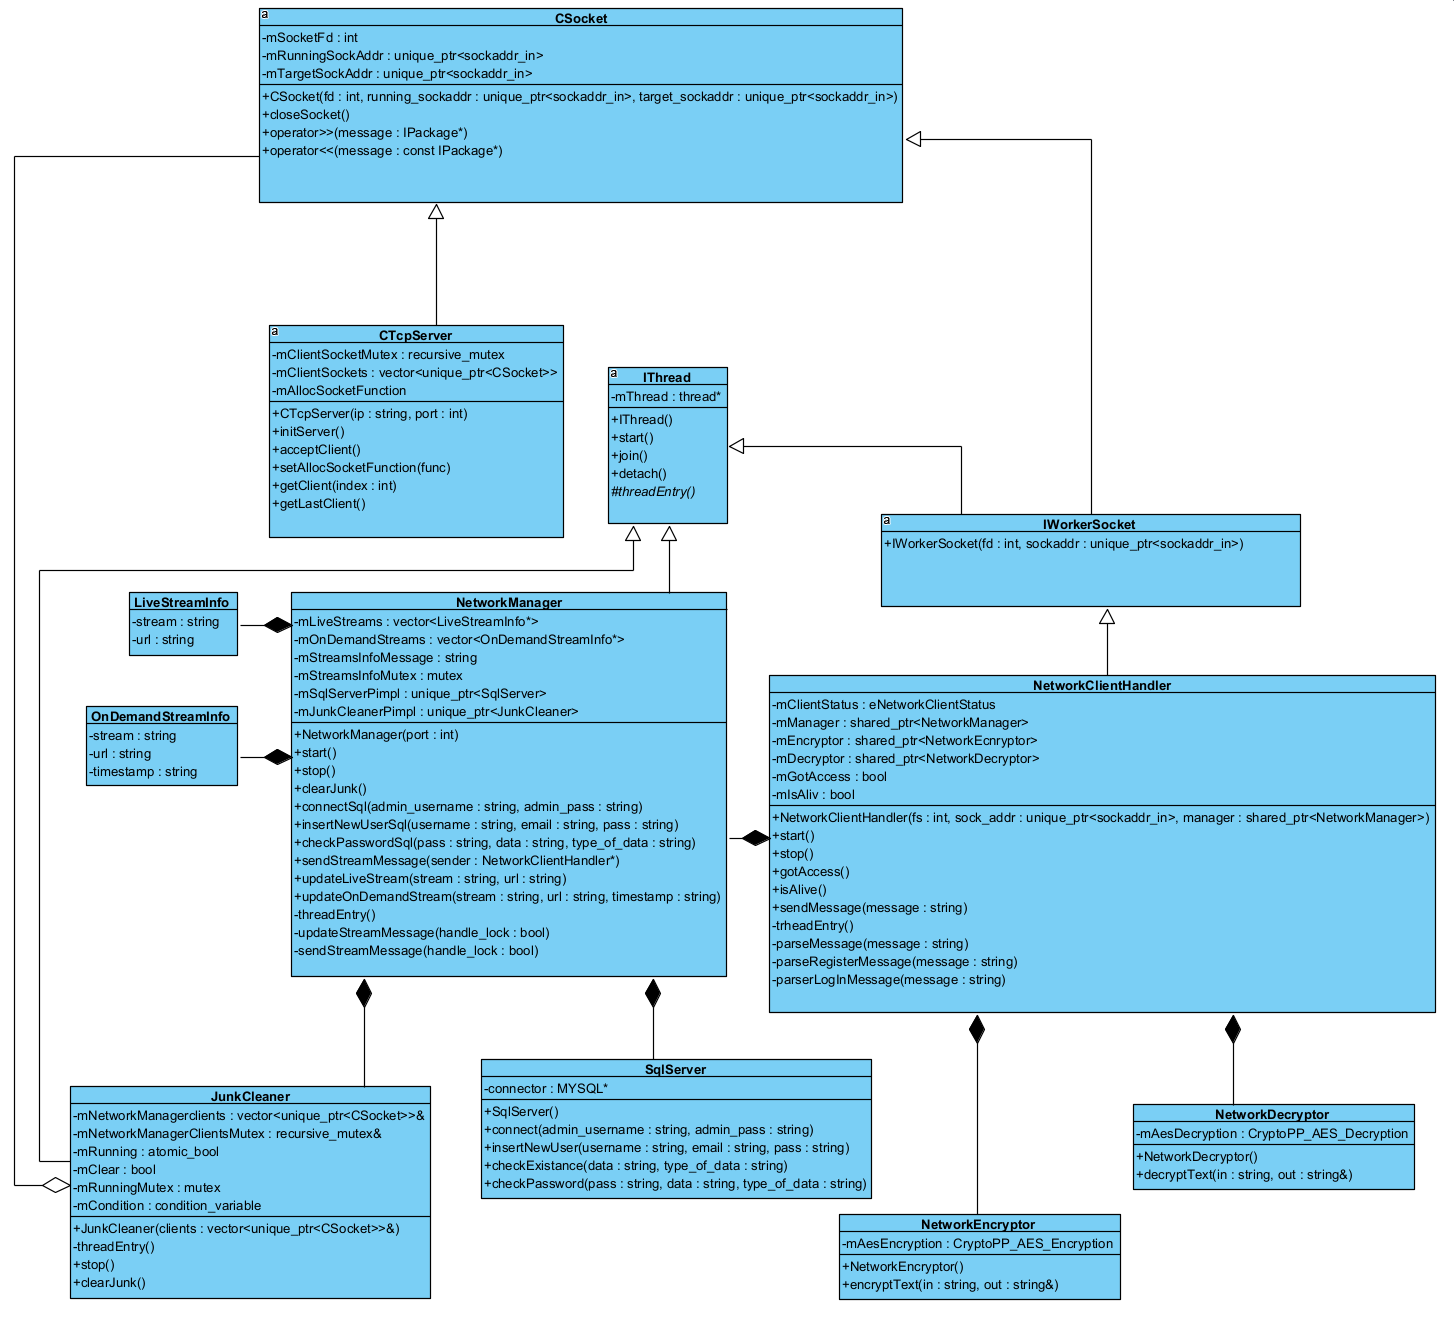 a
CSocket
-mSocketFd : int
-mRunningSockAddr : unique_ptr<sockaddr_in>
-mTargetSockAddr : unique_ptr<sockaddr_in>
+CSocket(fd : int, running_sockaddr : unique_ptr<sockaddr_in>, target_sockaddr : unique_ptr<sockaddr_in>)
+closeSocket()
+operator>>(message : IPackage*)
+operator<<(message : const IPackage*)
a
CTcpServer
-mClientSocketMutex : recursive_mutex
-mClientSockets : vector<unique_ptr<CSocket>>
-mAllocSocketFunction
+CTcpServer(ip : string, port : int)
+initServer()
+acceptClient()
+setAllocSocketFunction(func)
+getClient(index : int)
+getLastClient()
a
IThread
-mThread : thread*
+IThread()
+start()
+join()
+detach()
#threadEntry()
a
IWorkerSocket
+IWorkerSocket(fd : int, sockaddr : unique_ptr<sockaddr_in>)
LiveStreamInfo
-stream : string
-url : string
OnDemandStreamInfo
-stream : string
-url : string
-timestamp : string
NetworkManager
-mLiveStreams : vector<LiveStreamInfo*>
-mOnDemandStreams : vector<OnDemandStreamInfo*>
-mStreamsInfoMessage : string
-mStreamsInfoMutex : mutex
-mSqlServerPimpl : unique_ptr<SqlServer>
-mJunkCleanerPimpl : unique_ptr<JunkCleaner>
+NetworkManager(port : int)
+start()
+stop()
+clearJunk()
+connectSql(admin_username : string, admin_pass : string)
+insertNewUserSql(username : string, email : string, pass : string)
+checkPasswordSql(pass : string, data : string, type_of_data : string)
+sendStreamMessage(sender : NetworkClientHandler*)
+updateLiveStream(stream : string, url : string)
+updateOnDemandStream(stream : string, url : string, timestamp : string)
-threadEntry()
-updateStreamMessage(handle_lock : bool)
-sendStreamMessage(handle_lock : bool)
NetworkClientHandler
-mClientStatus : eNetworkClientStatus
-mManager : shared_ptr<NetworkManager>
-mEncryptor : shared_ptr<NetworkEcnryptor>
-mDecryptor : shared_ptr<NetworkDecryptor>
-mGotAccess : bool
-mIsAliv : bool
+NetworkClientHandler(fs : int, sock_addr : unique_ptr<sockaddr_in>, manager : shared_ptr<NetworkManager>)
+start()
+stop()
+gotAccess()
+isAlive()
+sendMessage(message : string)
-trheadEntry()
-parseMessage(message : string)
-parseRegisterMessage(message : string)
-parserLogInMessage(message : string)
JunkCleaner
-mNetworkManagerclients : vector<unique_ptr<CSocket>>&
-mNetworkManagerClientsMutex : recursive_mutex&
-mRunning : atomic_bool
-mClear : bool
-mRunningMutex : mutex
-mCondition : condition_variable
+JunkCleaner(clients : vector<unique_ptr<CSocket>>&)
-threadEntry()
+stop()
+clearJunk()
SqlServer
-connector : MYSQL*
+SqlServer()
+connect(admin_username : string, admin_pass : string)
+insertNewUser(username : string, email : string, pass : string)
+checkExistance(data : string, type_of_data : string)
+checkPassword(pass : string, data : string, type_of_data : string)
NetworkDecryptor
-mAesDecryption : CryptoPP_AES_Decryption
+NetworkDecryptor()
+decryptText(in : string, out : string&)
NetworkEncryptor
-mAesEncryption : CryptoPP_AES_Encryption
+NetworkEncryptor()
+encryptText(in : string, out : string&)